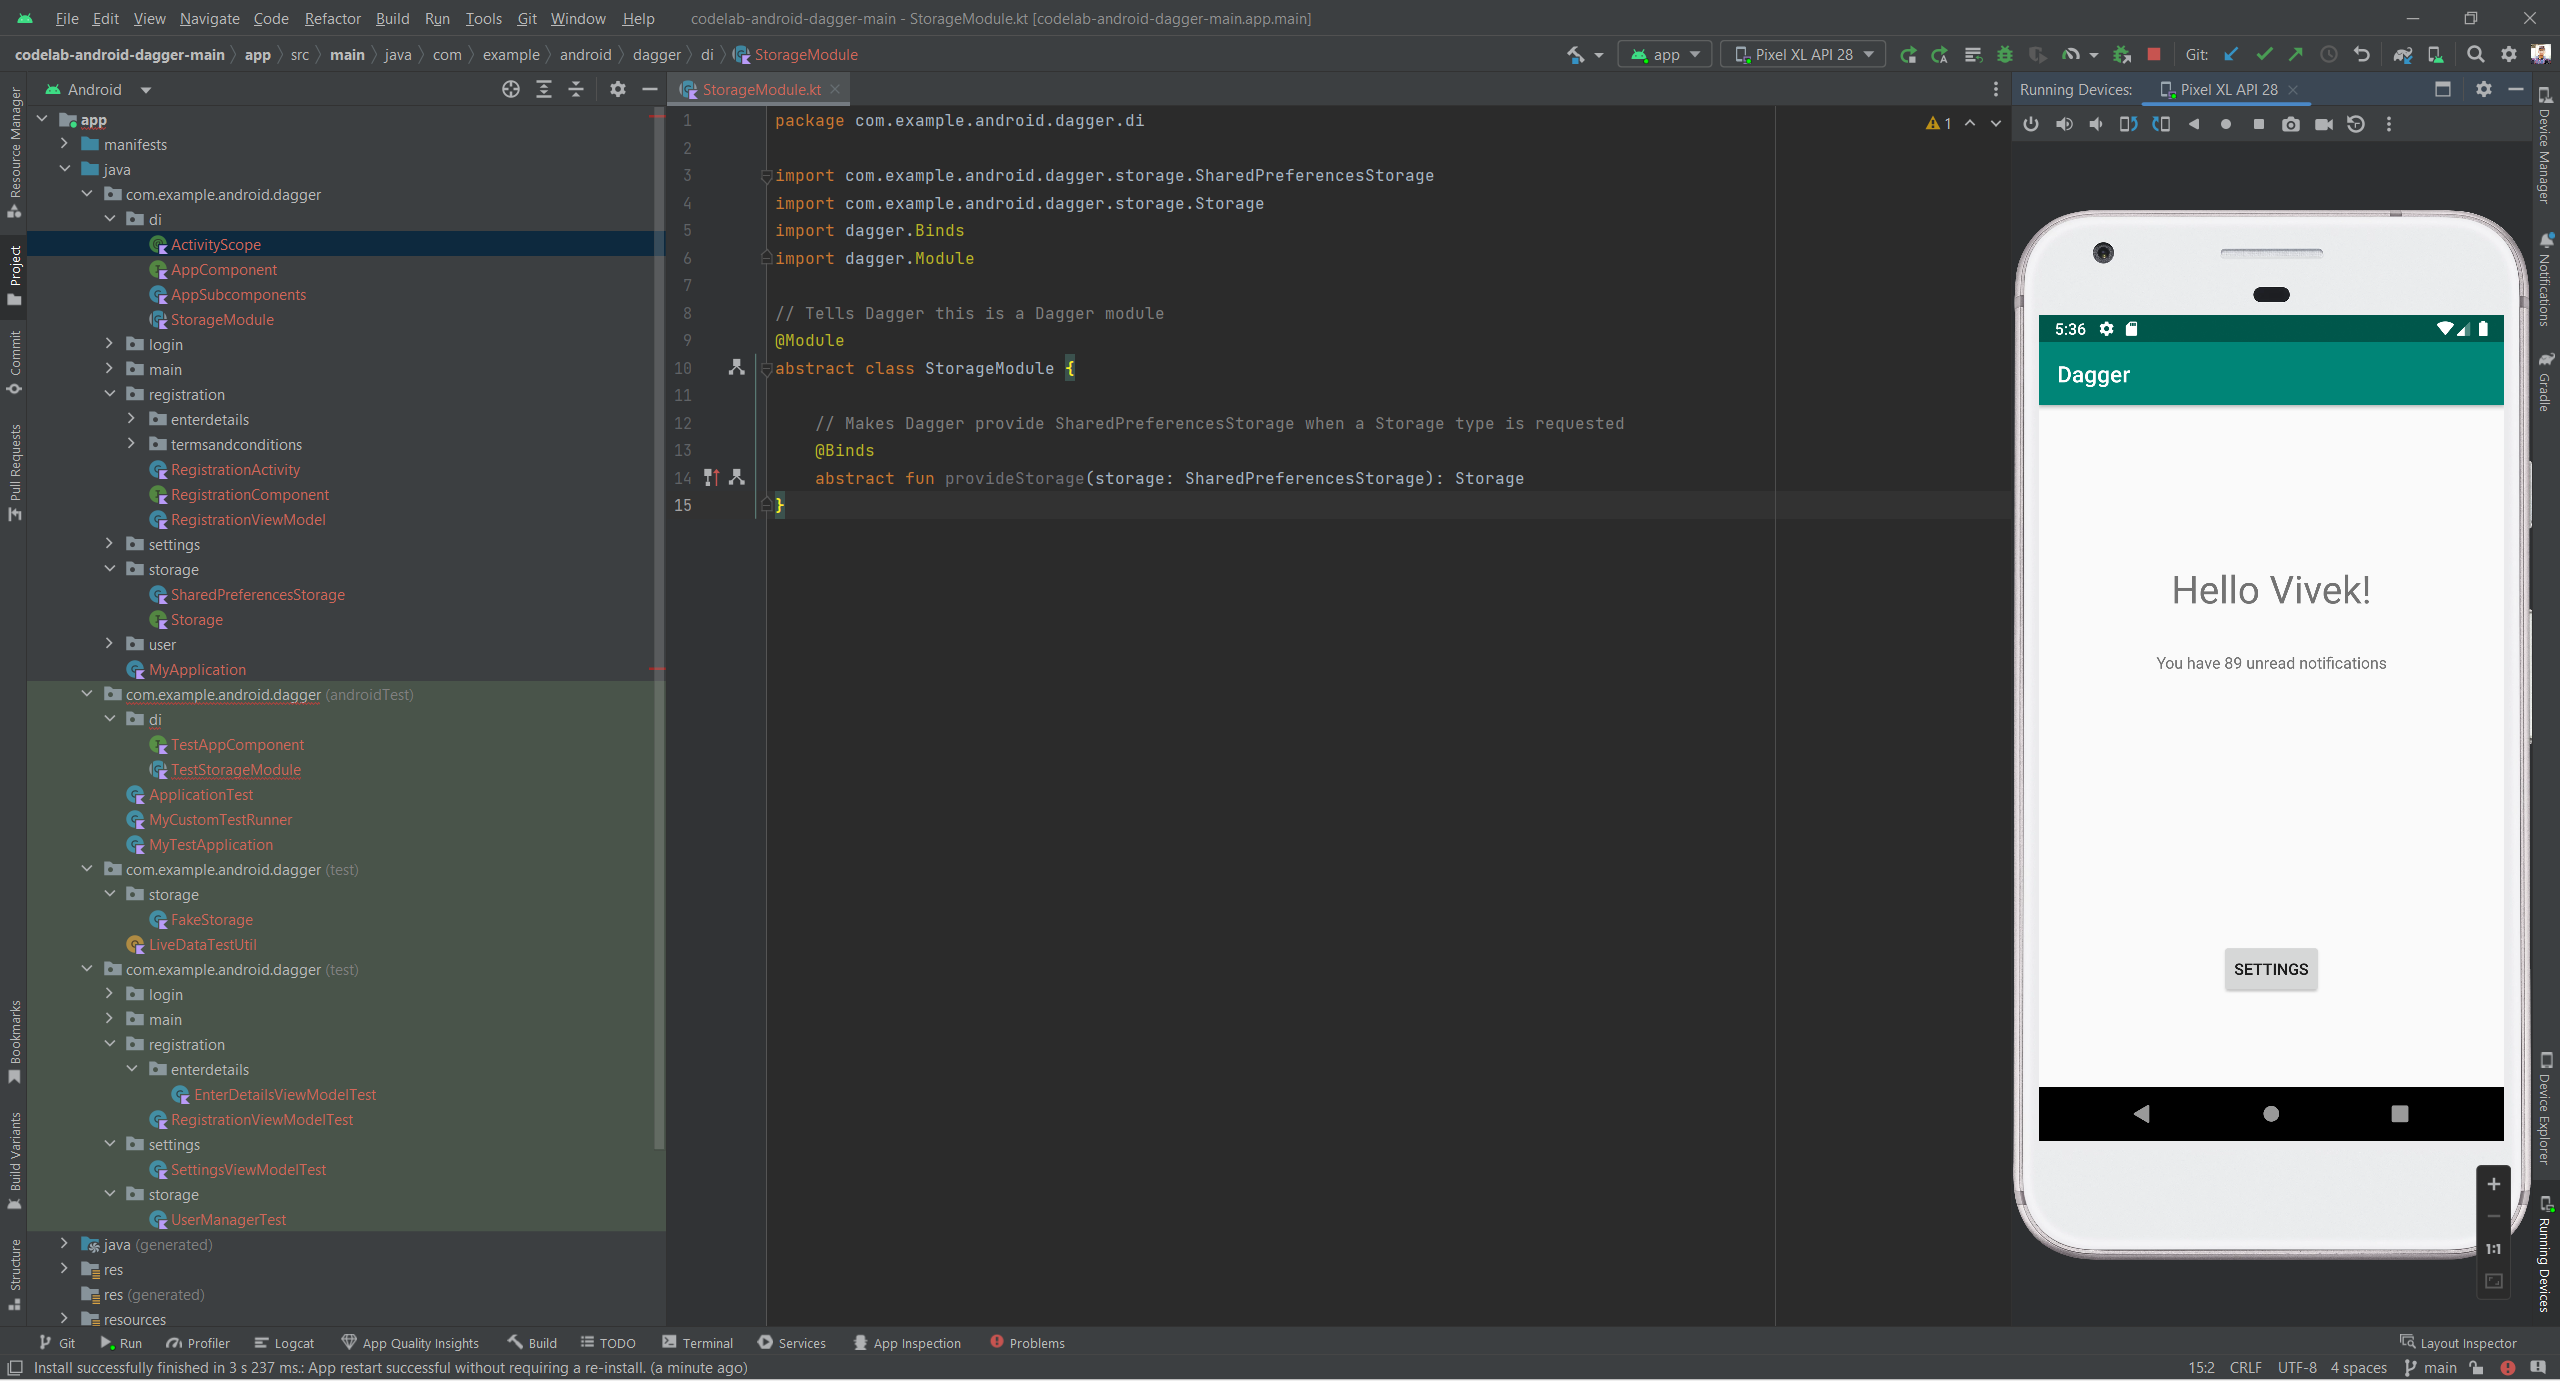 File Edit View Navigate Code Refactor Build Run Tools Git Window Help codelab-android-dagger-main - StorageModule.kt [codelab-android-dagger-main.app.main]
codelab-android-dagger-main app src main java com example android dagger di StorageModule app Pixel XL API 28 Git:
Android
StorageModule.kt
Running Devices: Pixel XL API 28
Resource Manager
Project
Commit
Pull Requests
Bookmarks
Build Variants
Structure
app
manifests
java
com.example.android.dagger
di
ActivityScope
AppComponent
AppSubcomponents
StorageModule
login
main
registration
enterdetails
termsandconditions
RegistrationActivity
RegistrationComponent
RegistrationViewModel
settings
storage
SharedPreferencesStorage
Storage
user
MyApplication
com.example.android.dagger (androidTest)
di
TestAppComponent
TestStorageModule
ApplicationTest
MyCustomTestRunner
MyTestApplication
com.example.android.dagger (test)
storage
FakeStorage
LiveDataTestUtil
com.example.android.dagger (test)
login
main
registration
enterdetails
EnterDetailsViewModelTest
RegistrationViewModelTest
settings
SettingsViewModelTest
storage
UserManagerTest
java (generated)
res
res (generated)
resources
1 package com.example.android.dagger.di
2
3 import com.example.android.dagger.storage.SharedPreferencesStorage
4 import com.example.android.dagger.storage.Storage
5 import dagger.Binds
6 import dagger.Module
7
8 // Tells Dagger this is a Dagger module
9 @Module
10 abstract class StorageModule {
11
12 // Makes Dagger provide SharedPreferencesStorage when a Storage type is requested
13 @Binds
14 abstract fun provideStorage(storage: SharedPreferencesStorage): Storage
15 }
1
5:36
Dagger
Hello Vivek!
You have 89 unread notifications
SETTINGS
1:1
Device Manager
Notifications
Gradle
Device Explorer
Running Devices
Git Run Profiler Logcat App Quality Insights Build TODO Terminal Services App Inspection Problems Layout Inspector
Install successfully finished in 3 s 237 ms.: App restart successful without requiring a re-install. (a minute ago) 15:2 CRLF UTF-8 4 spaces main